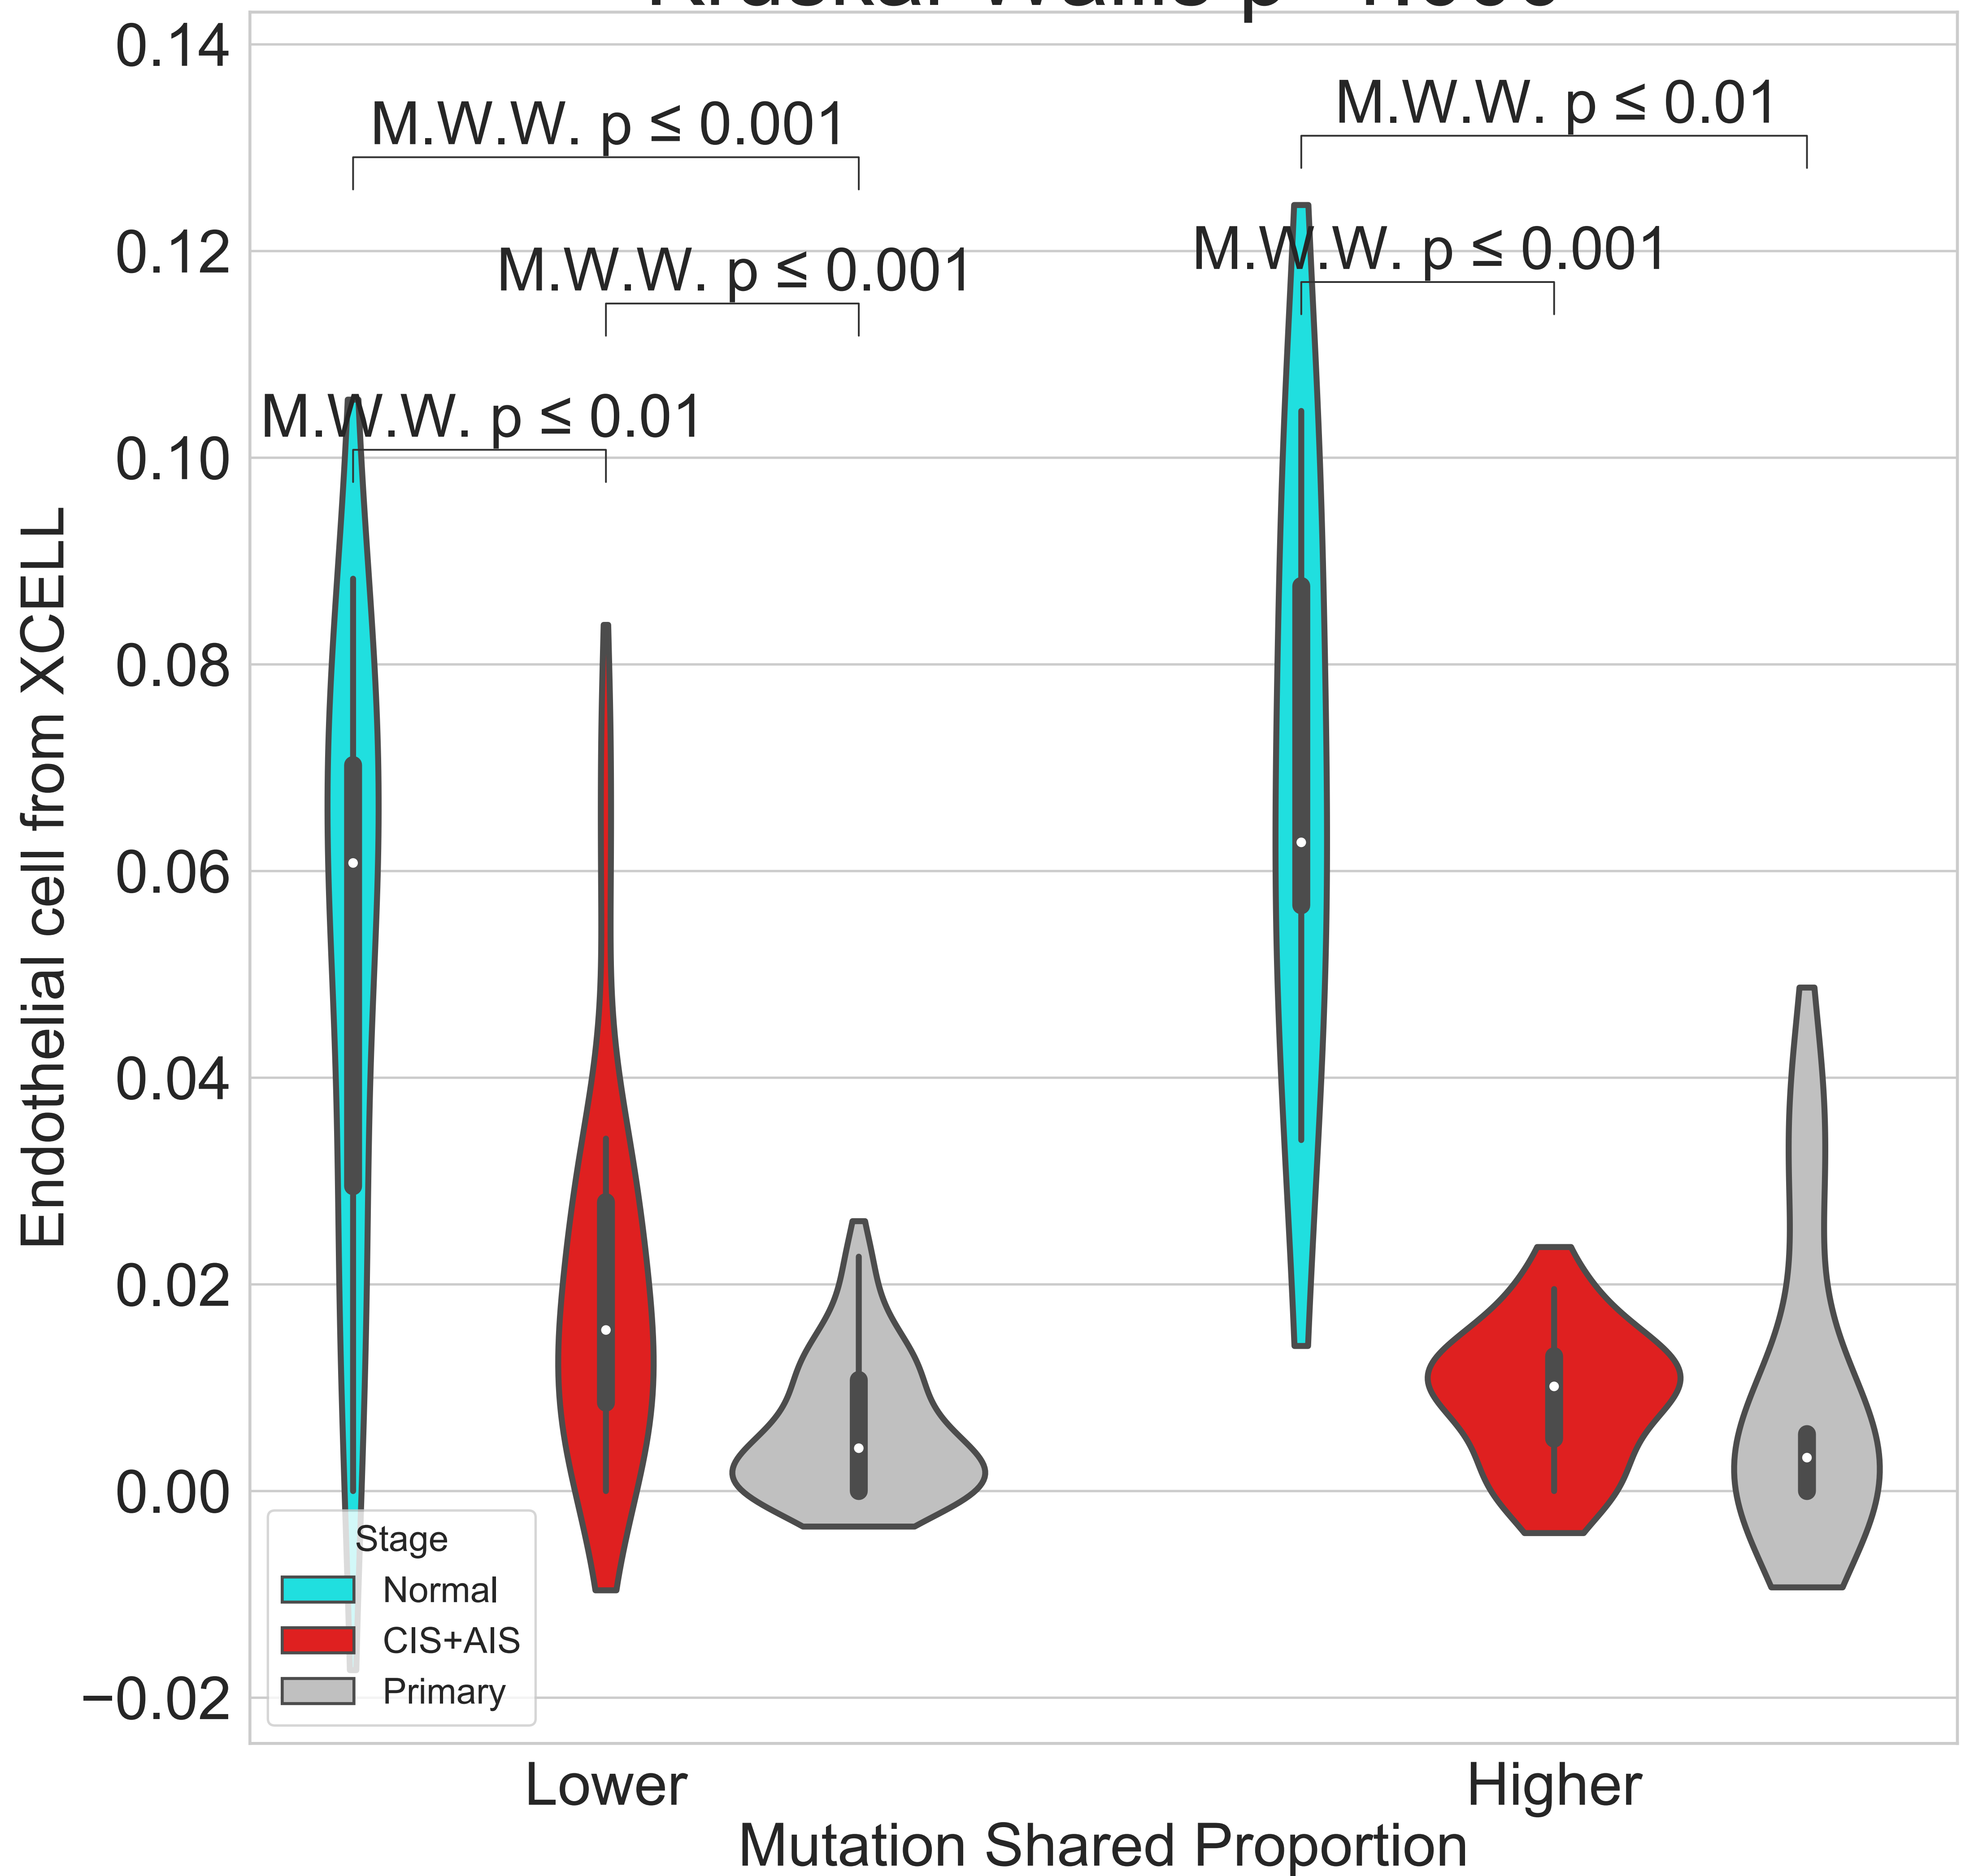 0.14
M.W.W. p ≤ 0.001
M.W.W. p ≤ 0.01
0.12
M.W.W. p ≤ 0.001
M.W.W. p ≤ 0.001
M.W.W. p ≤ 0.01
0.10
Endothelial cell from XCELL
0.08
0.06
0.04
0.02
0.00
−0.02
Stage
Normal
CIS+AIS
Primary
Lower
Higher
Mutation Shared Proportion